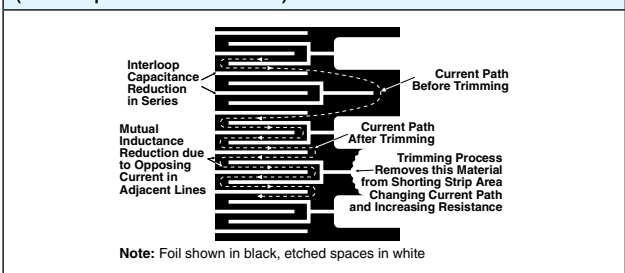 Interloop
Capacitance
Reduction
in Series
Current Path
Before Trimming
Mutual
Inductance
Reduction due
to Opposing
Current in
Adjacent Lines
Current Path
After Trimming
Trimming Process
Removes this Material
from Shorting Strip Area
Changing Current Path
and Increasing Resistance
Note: Foil shown in black, etched spaces in white